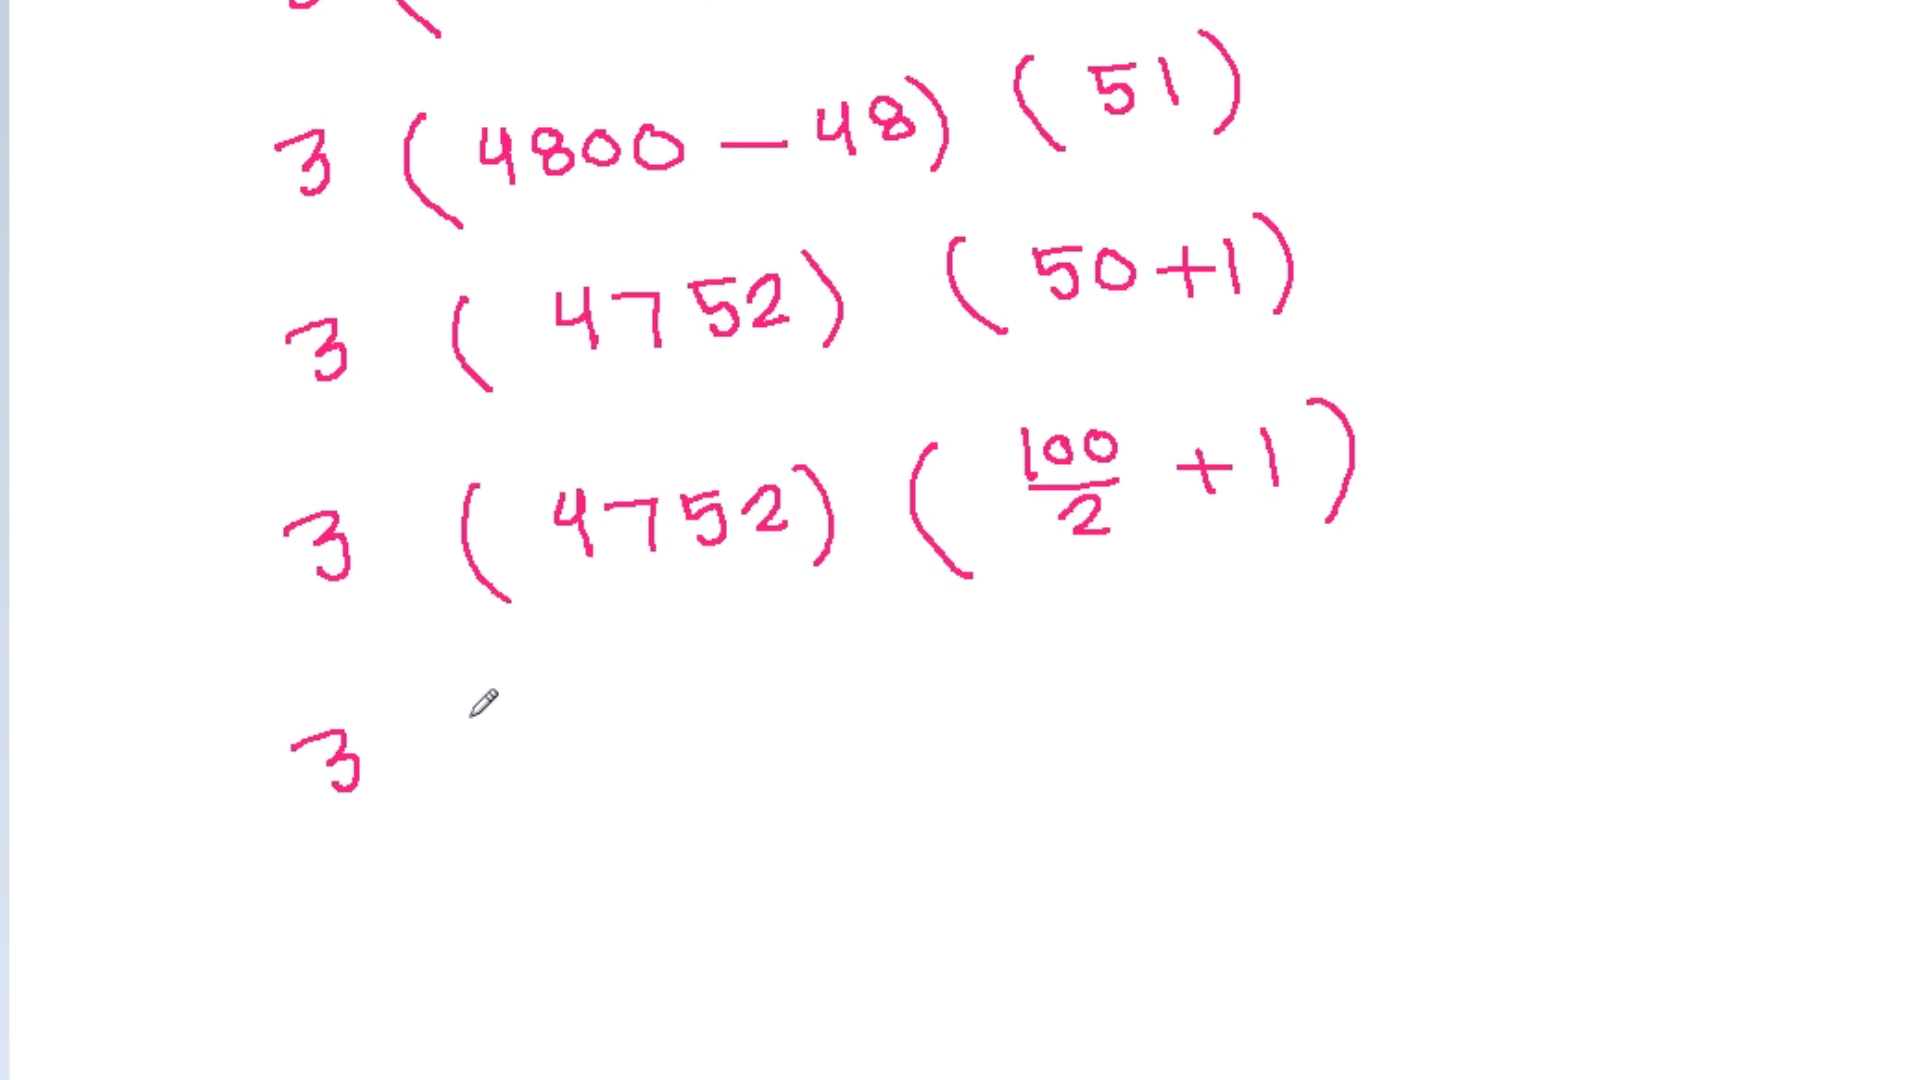 3 (4800 - 48) (51)
3 (4752) (50+1)
3 (4752) (100/2 + 1)
3